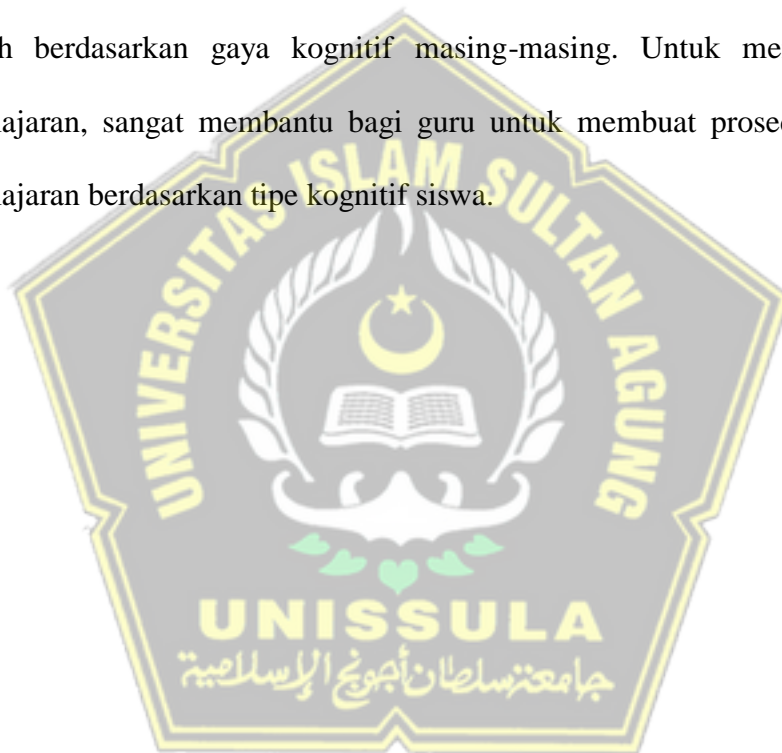 h berdasarkan gaya kognitif masing-masing. Untuk me
ajaran, sangat membantu bagi guru untuk membuat prose
ajaran berdasarkan tipe kognitif siswa.
UNIVERSITAS ISLAM SULTAN AGUNG
UNISSULA
جامعة سلطان أجونج الإسلامية